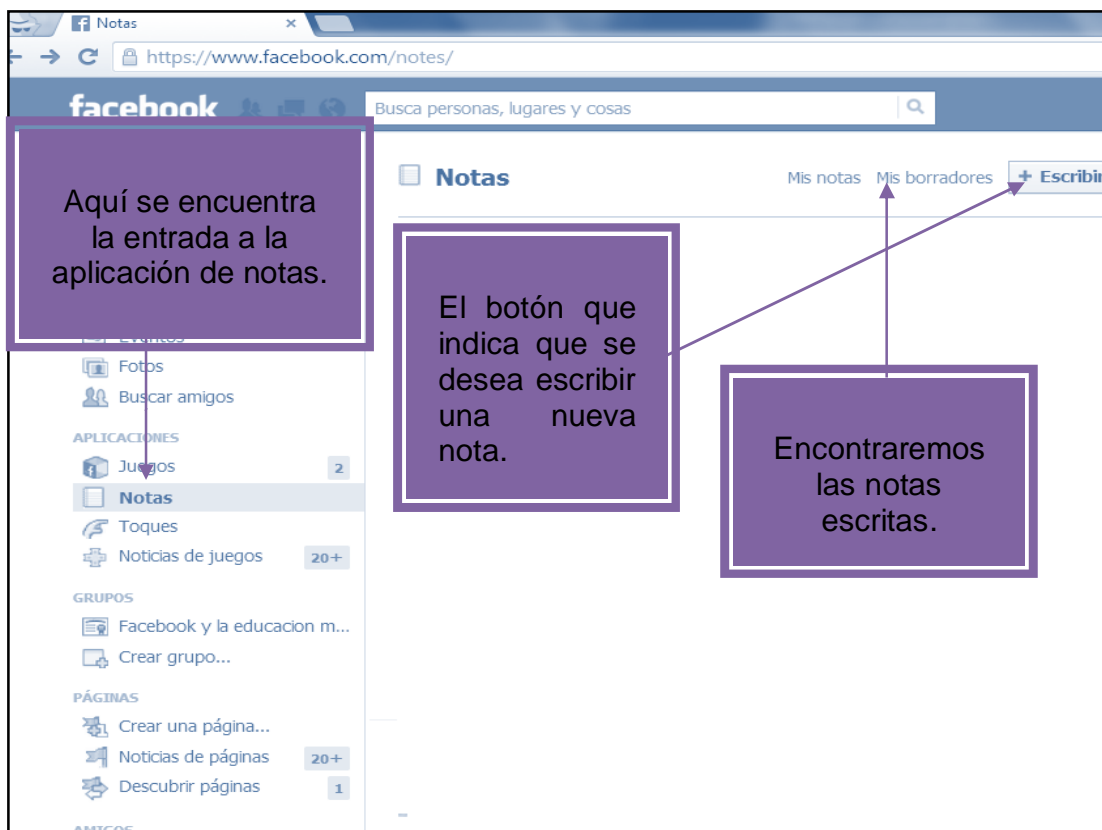 Notas
https://www.facebook.com/notes/
facebook
Busca personas, lugares y cosas
Aquí se encuentra
la entrada a la
aplicación de notas.
Notas
Mis notas Mis borradores + Escribir
El botón que
indica que se
desea escribir
una nueva
nota.
Encontraremos
las notas
escritas.
Eventos
Fotos
Buscar amigos
APLICACIONES
Juegos 2
Notas
Toques
Noticias de juegos 20+
GRUPOS
Facebook y la educacion m...
Crear grupo...
PÁGINAS
Crear una página...
Noticias de páginas 20+
Descubrir páginas 1
AMIGOS